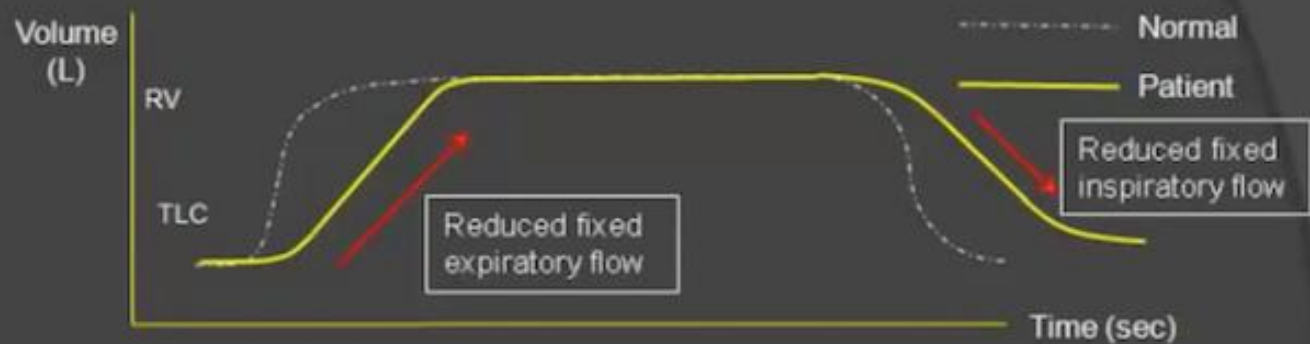 Volume
(L)
Normal
Patient
RV
TLC
Reduced fixed
expiratory flow
Reduced fixed
inspiratory flow
Time (sec)